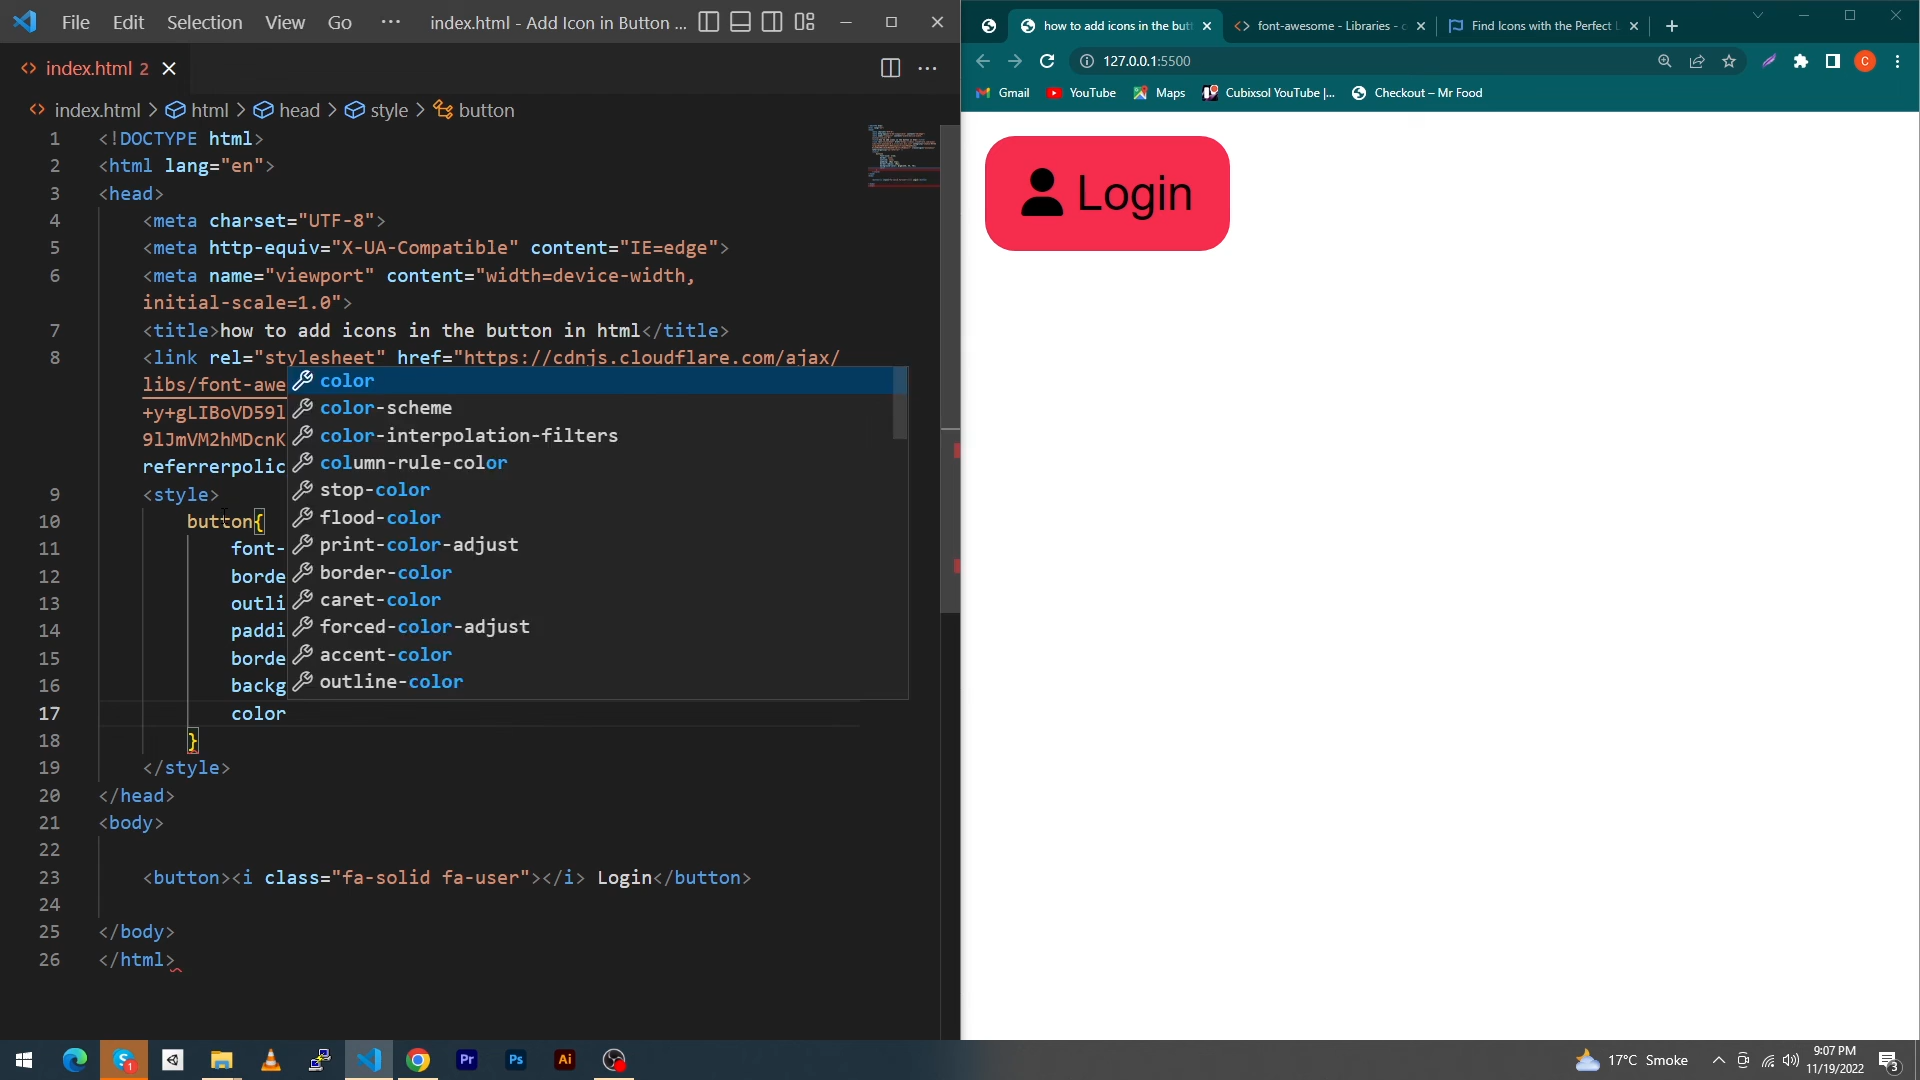 File Edit Selection View Go ··· index.html - Add Icon in Button ...
index.html 2
index.html > html > head > style > button
1 <!DOCTYPE html>
2 <html lang="en">
3 <head>
4 <meta charset="UTF-8">
5 <meta http-equiv="X-UA-Compatible" content="IE=edge">
6 <meta name="viewport" content="width=device-width,
initial-scale=1.0">
7 <title>how to add icons in the button in html</title>
8 <link rel="stylesheet" href="https://cdnjs.cloudflare.com/ajax/
libs/font-awe
+y+gLIBoVD59l
9lJmVM2hMDcnK
referrerpolic
9 <style>
10 button{
11 font-
12 borde
13 outli
14 paddi
15 borde
16 backg
17 color
18 }
19 </style>
20 </head>
21 <body>
22
23 <button><i class="fa-solid fa-user"></i> Login</button>
24
25 </body>
26 </html>
color
color-scheme
color-interpolation-filters
column-rule-color
stop-color
flood-color
print-color-adjust
border-color
caret-color
forced-color-adjust
accent-color
outline-color
how to add icons in the but
font-awesome - Libraries - c
Find Icons with the Perfect L
127.0.0.1:5500
C
Gmail YouTube Maps Cubixsol YouTube |... Checkout – Mr Food
Login
S 1 Pr Ps Ai
17°C Smoke
9:07 PM
11/19/2022
3